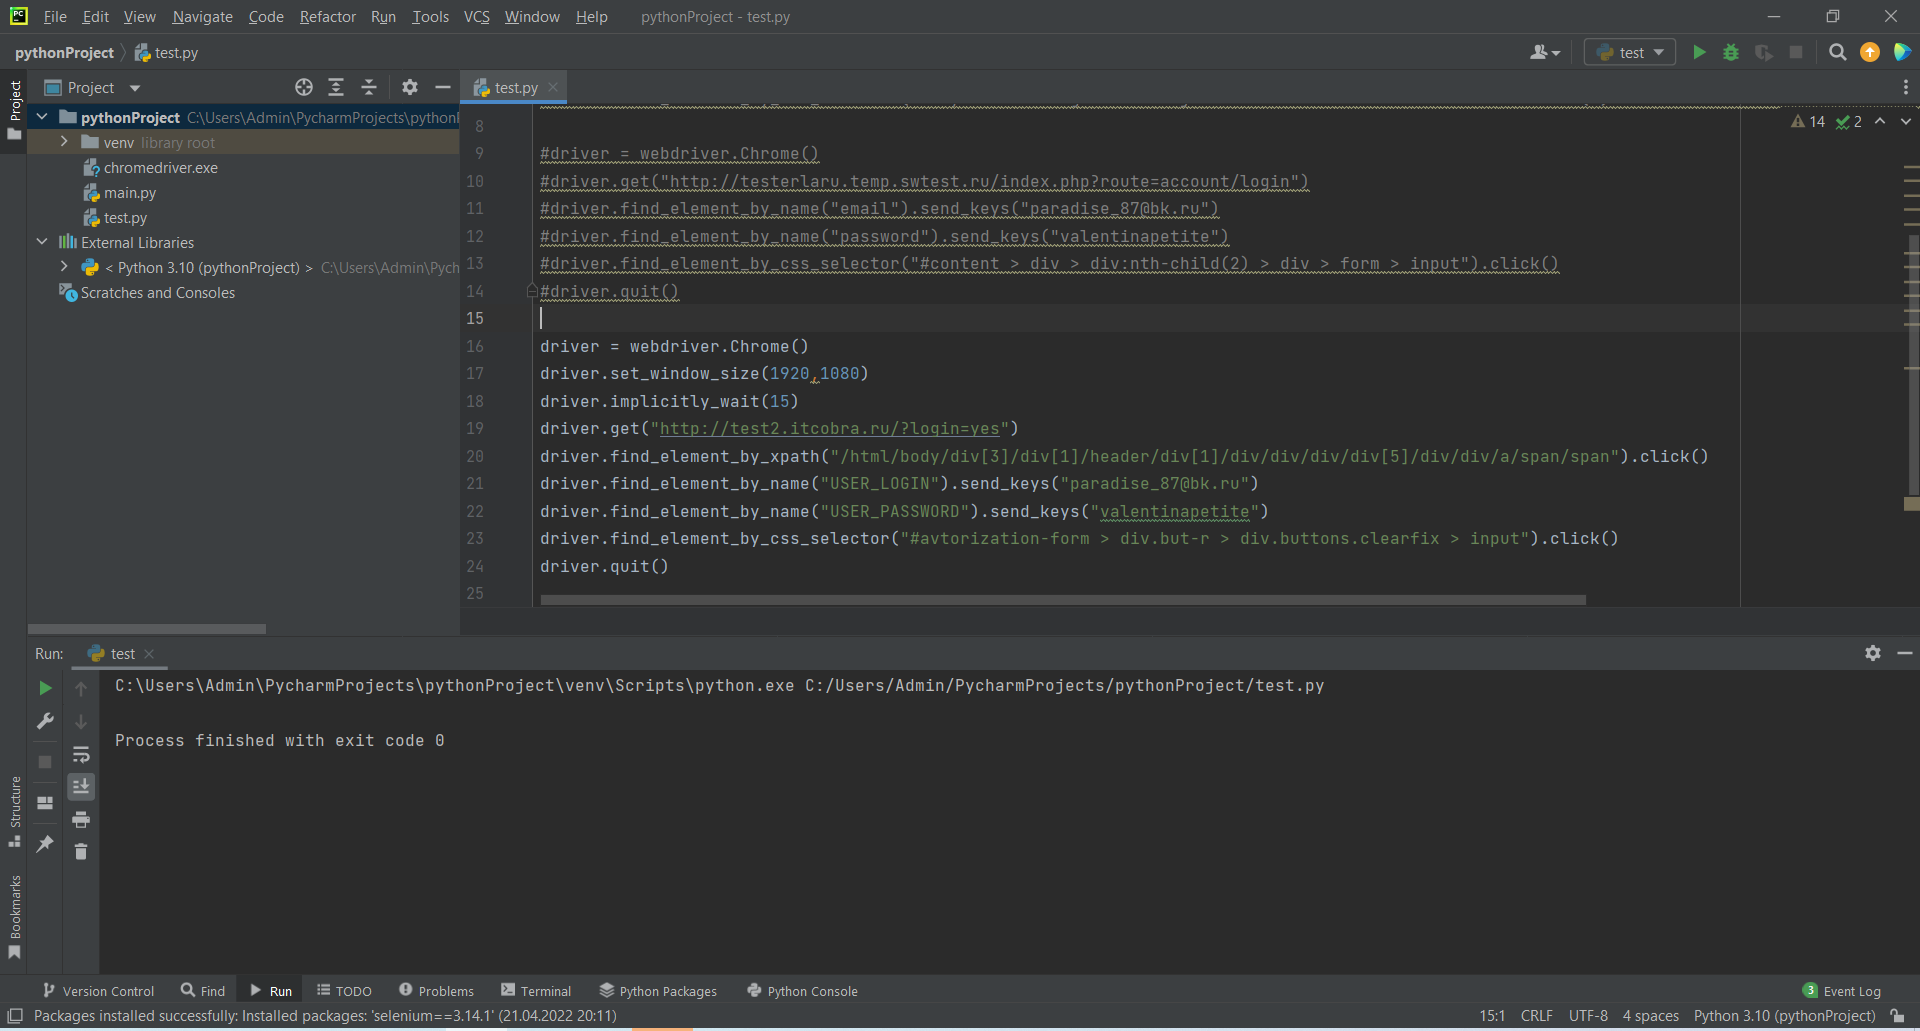 PC File Edit View Navigate Code Refactor Run Tools VCS Window Help pythonProject - test.py
pythonProject test.py test
Project
Project test.py
pythonProject C:\Users\Admin\PycharmProjects\python
venv library root
chromedriver.exe
main.py
test.py
External Libraries
< Python 3.10 (pythonProject) > C:\Users\Admin\Pych
Scratches and Consoles
14 2
8
9 #driver = webdriver.Chrome()
10 #driver.get("http://testerlaru.temp.swtest.ru/index.php?route=account/login")
11 #driver.find_element_by_name("email").send_keys("paradise_87@bk.ru")
12 #driver.find_element_by_name("password").send_keys("valentinapetite")
13 #driver.find_element_by_css_selector("#content > div > div:nth-child(2) > div > form > input").click()
14 #driver.quit()
15
16 driver = webdriver.Chrome()
17 driver.set_window_size(1920,1080)
18 driver.implicitly_wait(15)
19 driver.get("http://test2.itcobra.ru/?login=yes")
20 driver.find_element_by_xpath("/html/body/div[3]/div[1]/header/div[1]/div/div/div/div[5]/div/div/a/span/span").click()
21 driver.find_element_by_name("USER_LOGIN").send_keys("paradise_87@bk.ru")
22 driver.find_element_by_name("USER_PASSWORD").send_keys("valentinapetite")
23 driver.find_element_by_css_selector("#avtorization-form > div.but-r > div.buttons.clearfix > input").click()
24 driver.quit()
25
Run: test
C:\Users\Admin\PycharmProjects\pythonProject\venv\Scripts\python.exe C:/Users/Admin/PycharmProjects/pythonProject/test.py
Process finished with exit code 0
Structure
Bookmarks
Version Control Find Run TODO Problems Terminal Python Packages Python Console 3 Event Log
Packages installed successfully: Installed packages: 'selenium==3.14.1' (21.04.2022 20:11) 15:1 CRLF UTF-8 4 spaces Python 3.10 (pythonProject)